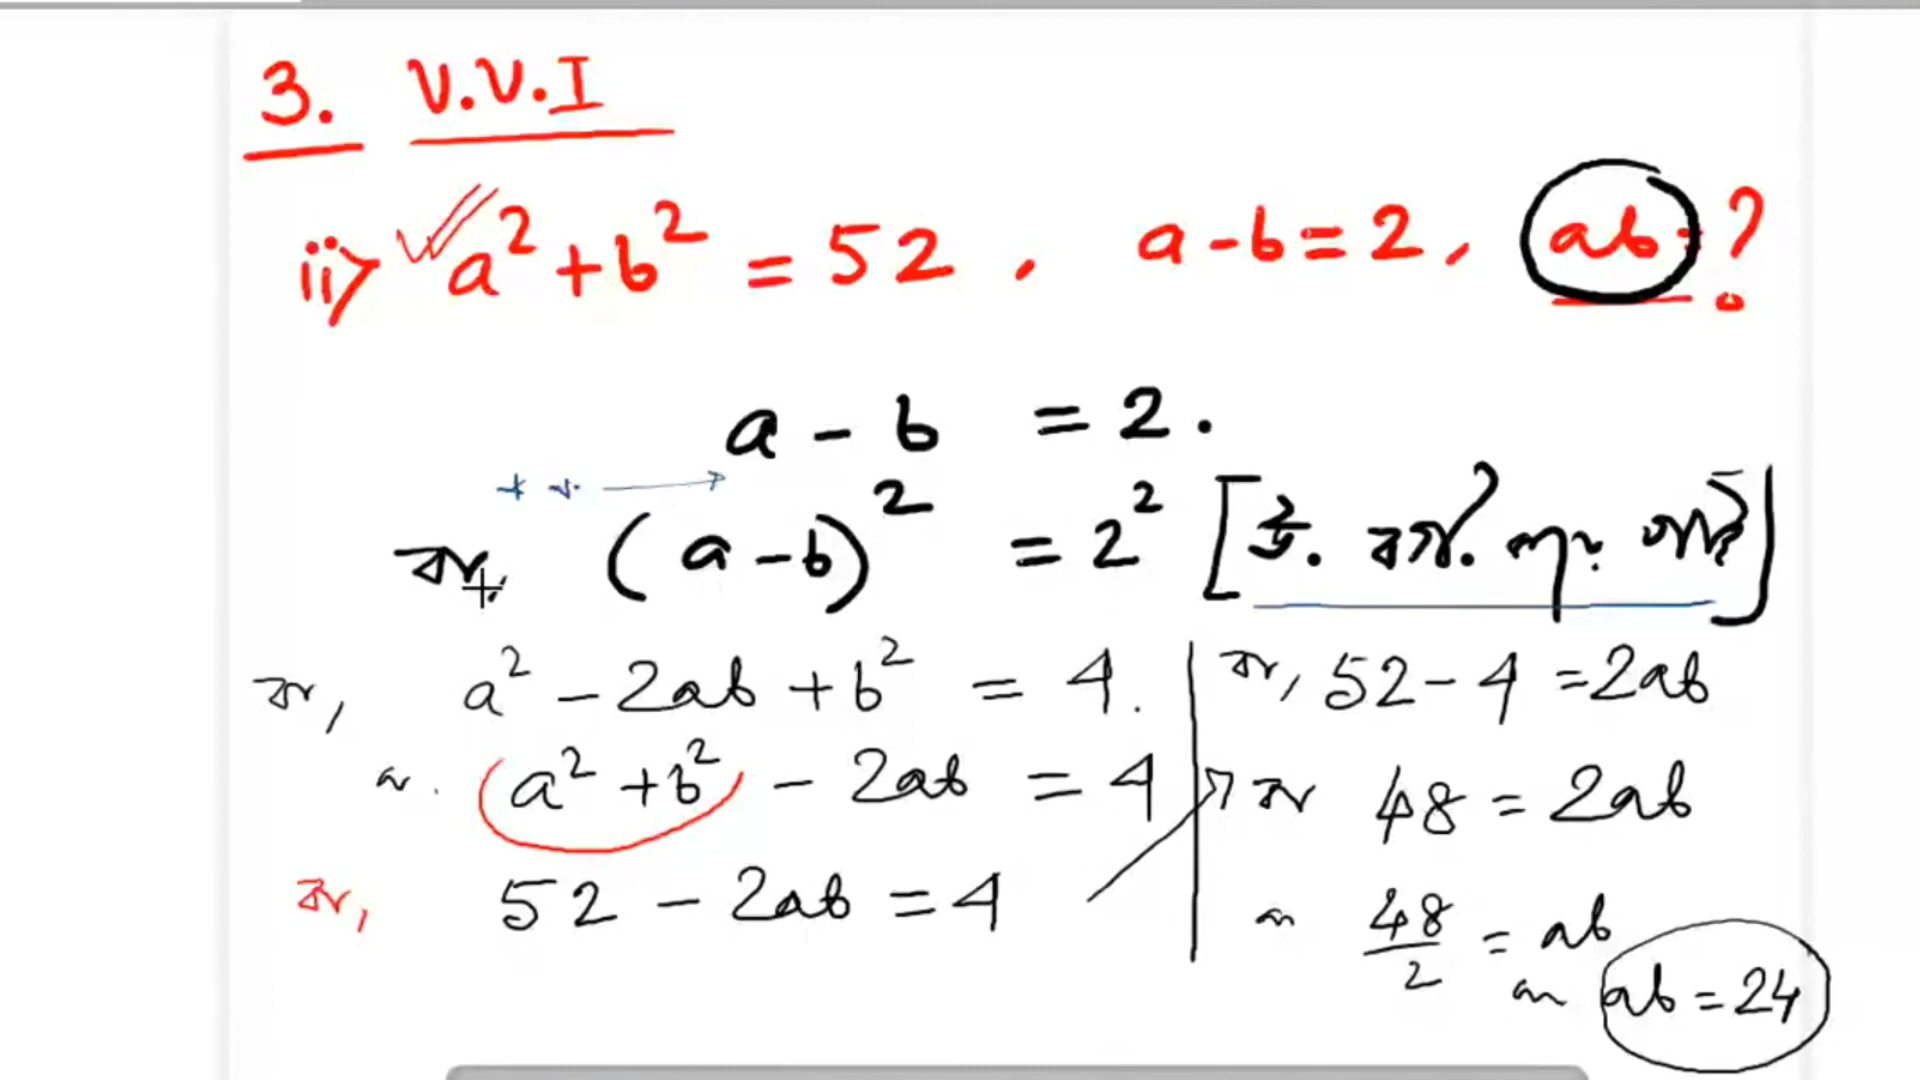 3. V.V.I
ii> a² + b² = 52, a - b = 2, ab = ?
a - b = 2.
বা, (a - b)² = 2² [উ. বর্গ.
বা, a² - 2ab + b² = 4.
বা. (a² + b²) - 2ab = 4
বা, 52 - 2ab = 4
বা, 52 - 4 = 2ab
বা 48 = 2ab
বা 48/2 = ab
বা ab = 24